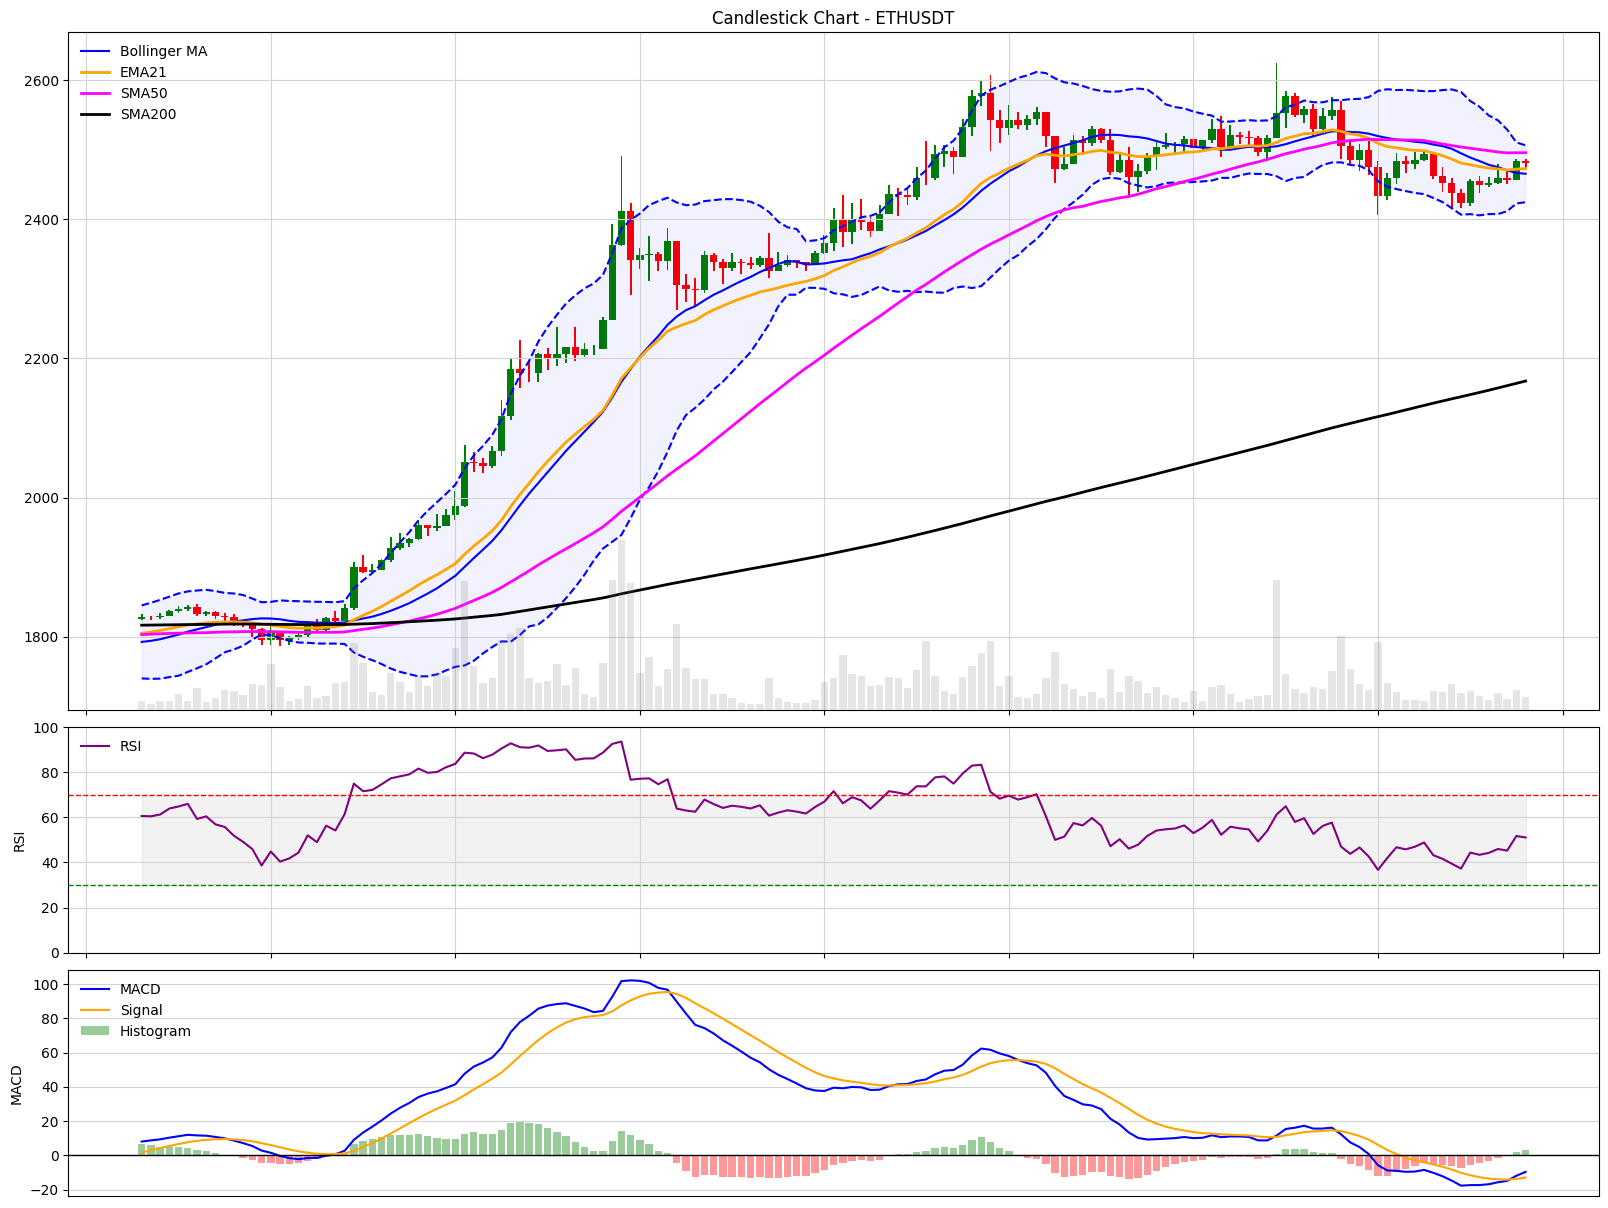 Candlestick Chart - ETHUSDT
Bollinger MA
EMA21
SMA50
SMA200
2600
2400
2200
2000
1800
100
RSI
80
60
RSI
40
20
0
MACD
100
Signal
80
Histogram
60
MACD
40
20
0
−20